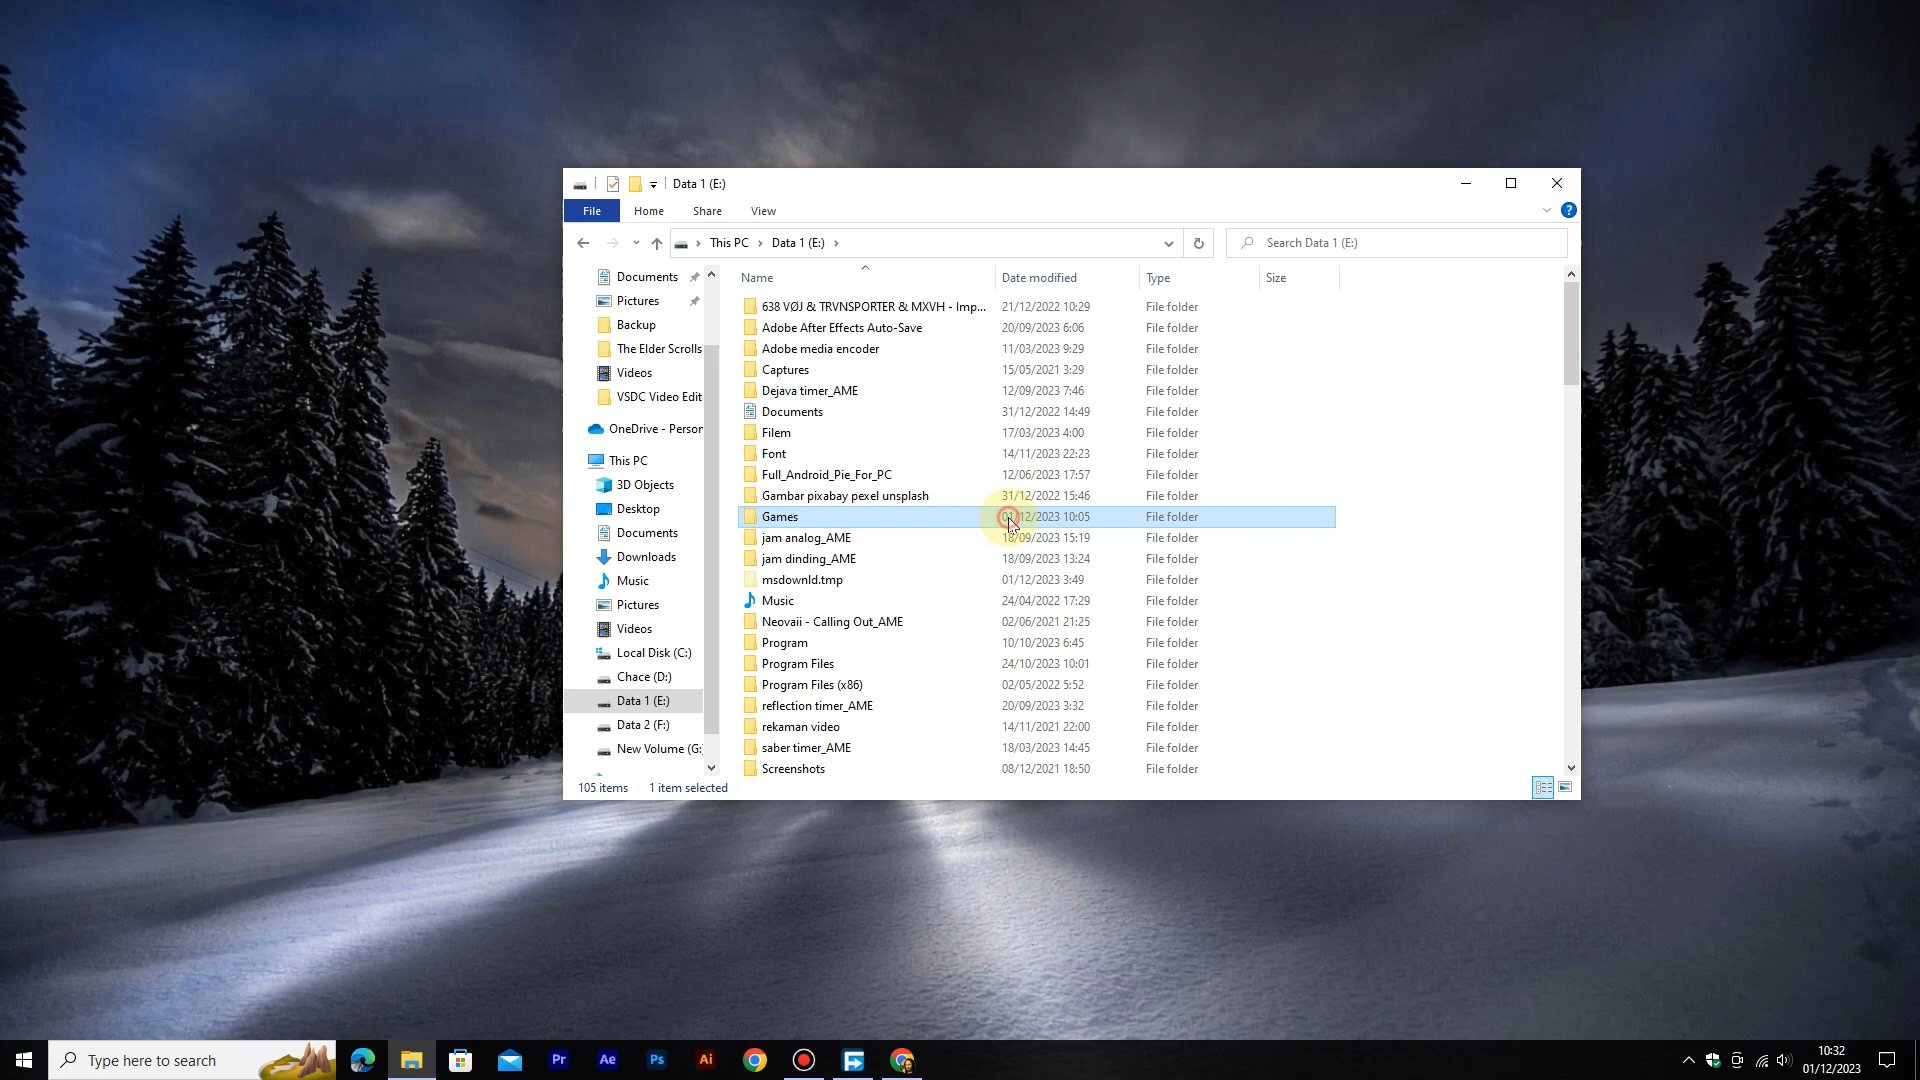 Data 1 (E:)
File Home Share View
This PC Data 1 (E:)
Search Data 1 (E:)
Documents
Pictures
Backup
The Elder Scrolls
Videos
VSDC Video Edit
OneDrive - Person
This PC
3D Objects
Desktop
Documents
Downloads
Music
Pictures
Videos
Local Disk (C:)
Chace (D:)
Data 1 (E:)
Data 2 (F:)
New Volume (G:
Name Date modified Type Size
638 VØJ & TRVNSPORTER & MXVH - Imp... 21/12/2022 10:29 File folder
Adobe After Effects Auto-Save 20/09/2023 6:06 File folder
Adobe media encoder 11/03/2023 9:29 File folder
Captures 15/05/2021 3:29 File folder
Dejava timer_AME 12/09/2023 7:46 File folder
Documents 31/12/2022 14:49 File folder
Filem 17/03/2023 4:00 File folder
Font 14/11/2023 22:23 File folder
Full_Android_Pie_For_PC 12/06/2023 17:57 File folder
Gambar pixabay pexel unsplash 31/12/2022 15:46 File folder
Games 01/12/2023 10:05 File folder
jam analog_AME 18/09/2023 15:19 File folder
jam dinding_AME 18/09/2023 13:24 File folder
msdownld.tmp 01/12/2023 3:49 File folder
Music 24/04/2022 17:29 File folder
Neovaii - Calling Out_AME 02/06/2021 21:25 File folder
Program 10/10/2023 6:45 File folder
Program Files 24/10/2023 10:01 File folder
Program Files (x86) 02/05/2022 5:52 File folder
reflection timer_AME 20/09/2023 3:32 File folder
rekaman video 14/11/2021 22:00 File folder
saber timer_AME 18/03/2023 14:45 File folder
Screenshots 08/12/2021 18:50 File folder
105 items 1 item selected
Type here to search
Pr
Ae
Ps
Ai
10:32
01/12/2023